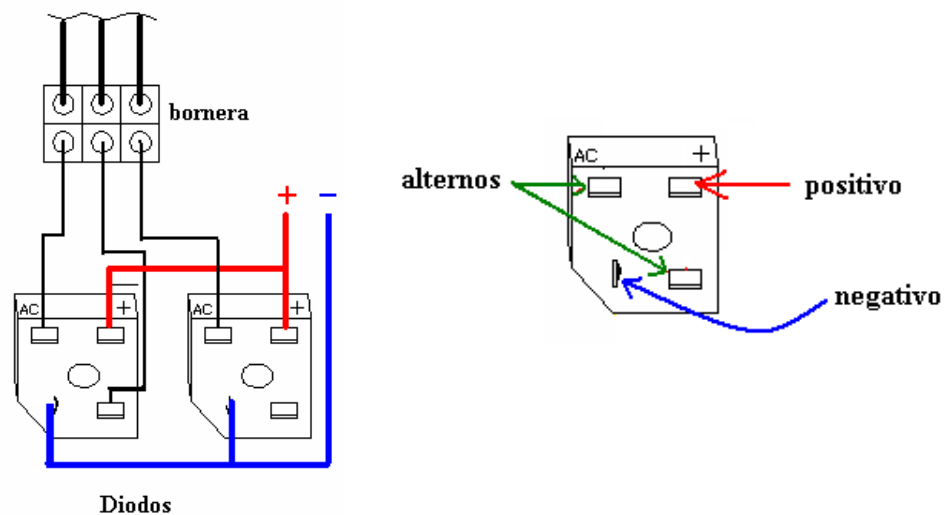 bornera
+ −
AC +
AC +
Diodos
AC +
alternos
positivo
negativo